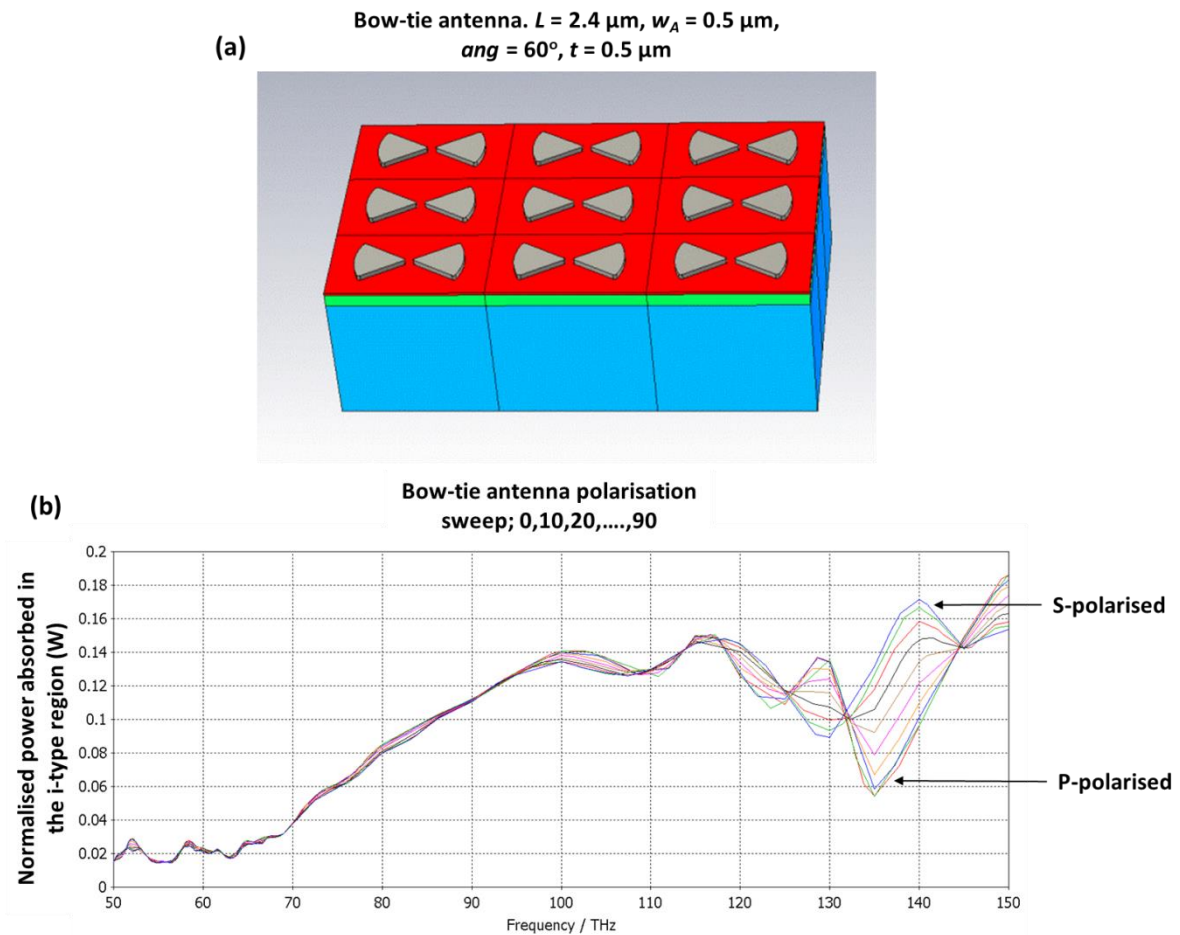 Bow-tie antenna. L = 2.4 µm, wA = 0.5 µm,
ang = 60°, t = 0.5 µm
(a)
(b)
Bow-tie antenna polarisation
sweep; 0,10,20,....,90
Normalised power absorbed in
the i-type region (W)
0.2
0.18
0.16
0.14
0.12
0.1
0.08
0.06
0.04
0.02
0
S-polarised
P-polarised
50 60 70 80 90 100 110 120 130 140 150
Frequency / THz